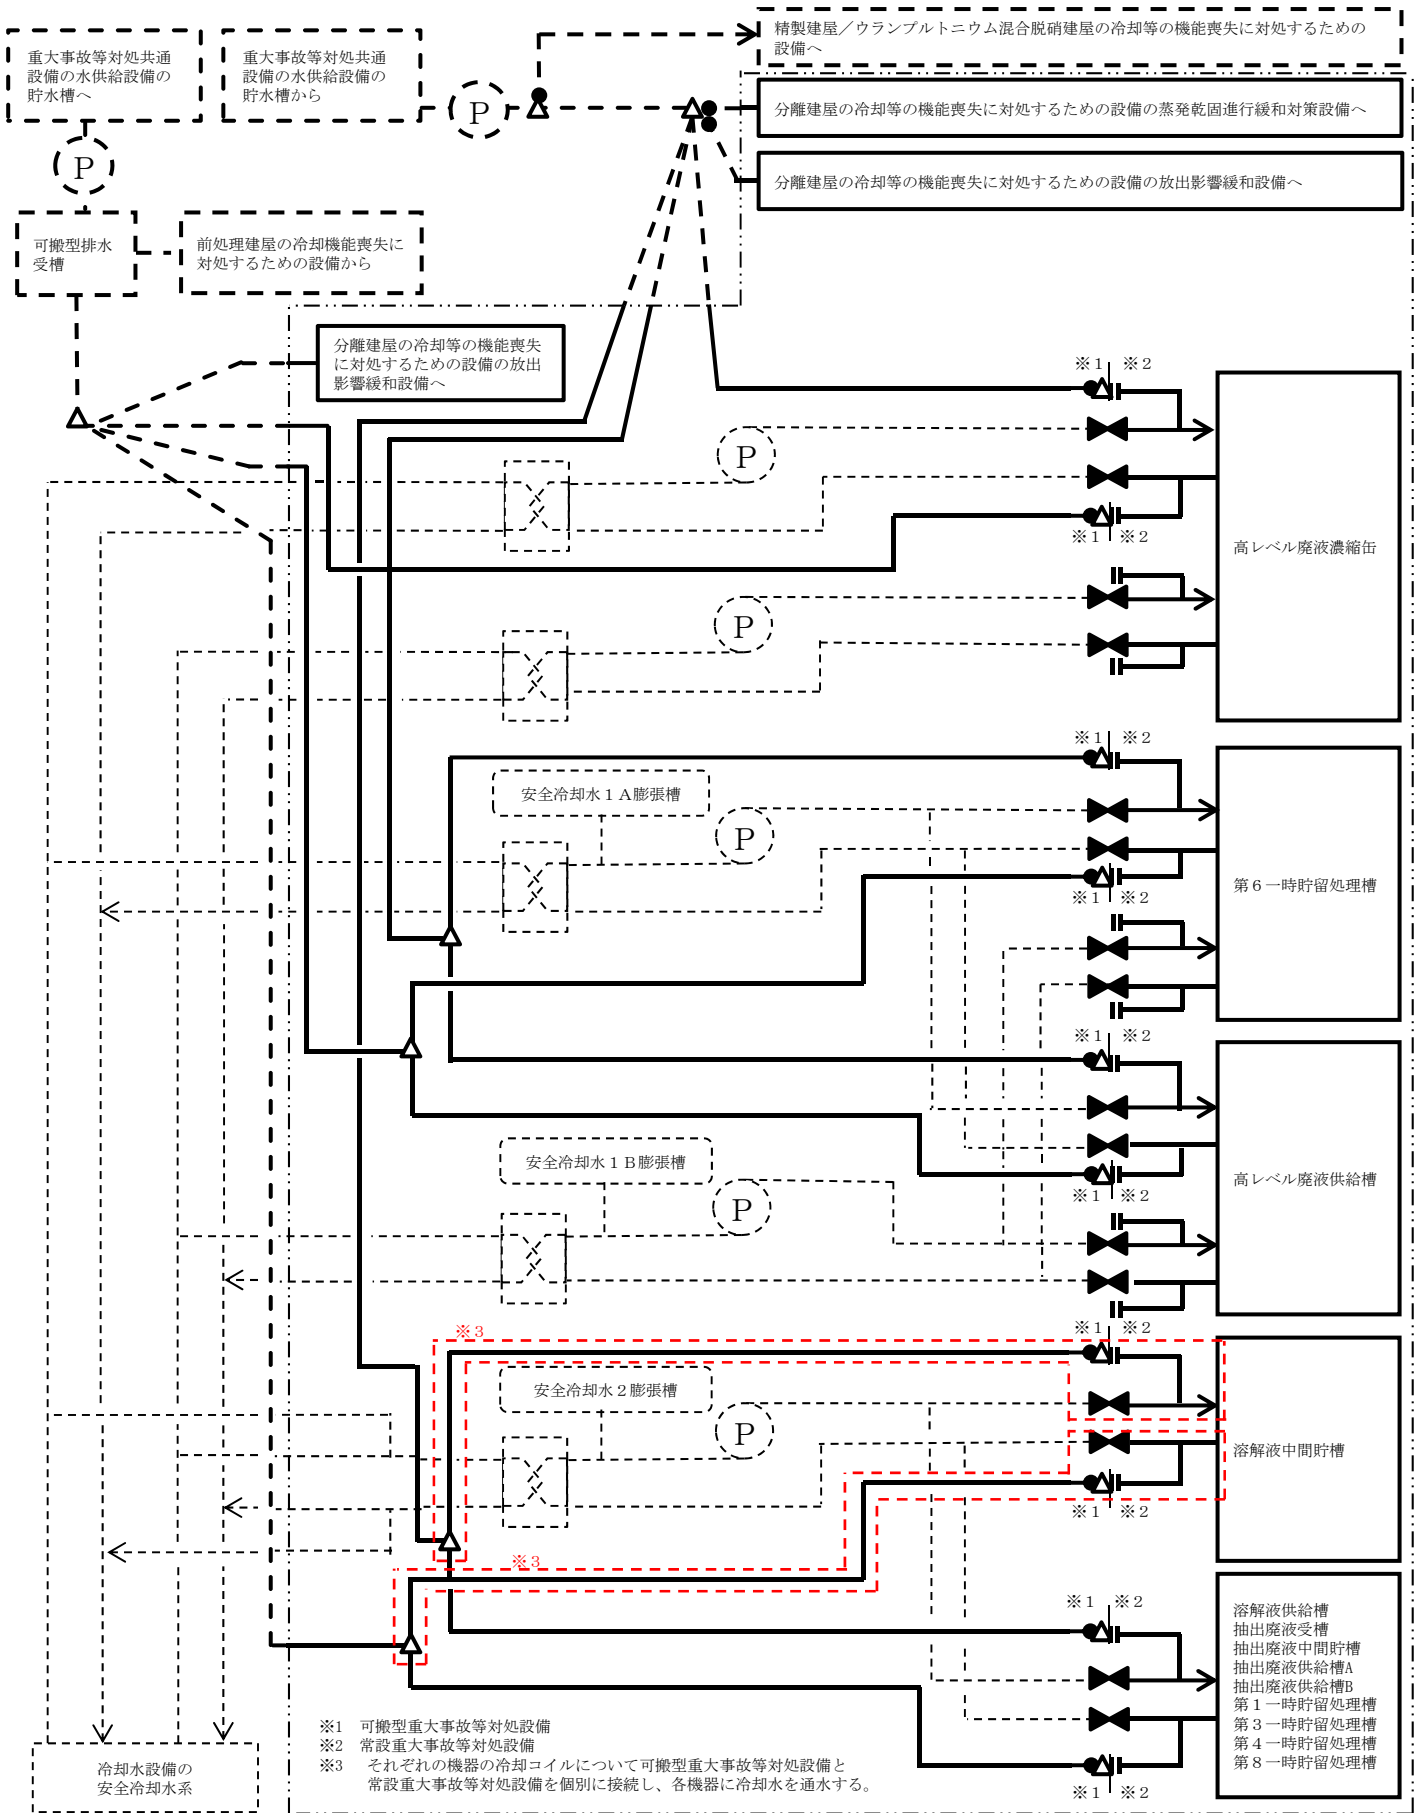 精製建屋／ウランプルトニウム混合脱硝建屋の冷却等の機能喪失に対処するための
設備へ
重大事故等対処共通
設備の水供給設備の
貯水槽へ
重大事故等対処共通
設備の水供給設備の
貯水槽から
P
分離建屋の冷却等の機能喪失に対処するための設備の蒸発乾固進行緩和対策設備へ
P
分離建屋の冷却等の機能喪失に対処するための設備の放出影響緩和設備へ
可搬型排水
受槽
前処理建屋の冷却機能喪失に
対処するための設備から
分離建屋の冷却等の機能喪失
に対処するための設備の放出
影響緩和設備へ
※１ ※２
P
※１ ※２
高レベル廃液濃縮缶
P
※１ ※２
安全冷却水１Ａ膨張槽
P
第６一時貯留処理槽
※１ ※２
※１ ※２
安全冷却水１Ｂ膨張槽
高レベル廃液供給槽
※１ ※２
P
※３
※１ ※２
安全冷却水２膨張槽
P
溶解液中間貯槽
※１ ※２
※３
※１ ※２
溶解液供給槽
抽出廃液受槽
抽出廃液中間貯槽
抽出廃液供給槽A
抽出廃液供給槽B
第１一時貯留処理槽
第３一時貯留処理槽
第４一時貯留処理槽
第８一時貯留処理槽
※１ ※２
※1 可搬型重大事故等対処設備
※2 常設重大事故等対処設備
※3 それぞれの機器の冷却コイルについて可搬型重大事故等対処設備と
常設重大事故等対処設備を個別に接続し、各機器に冷却水を通水する。
冷却水設備の
安全冷却水系